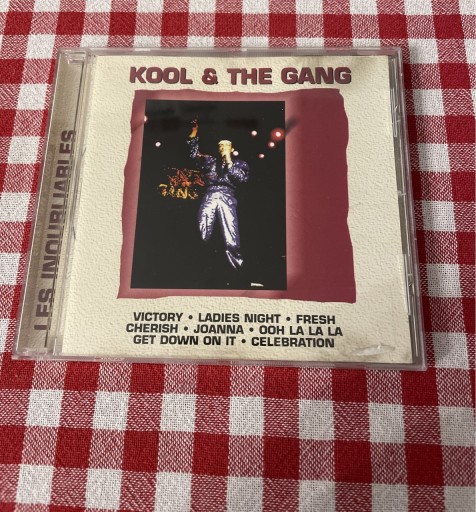 KOOL & THE GANG
LES INOUBLIABLES
VICTORY • LADIES NIGHT • FRESH
CHERISH • JOANNA • OOH LA LA LA
GET DOWN ON IT • CELEBRATION